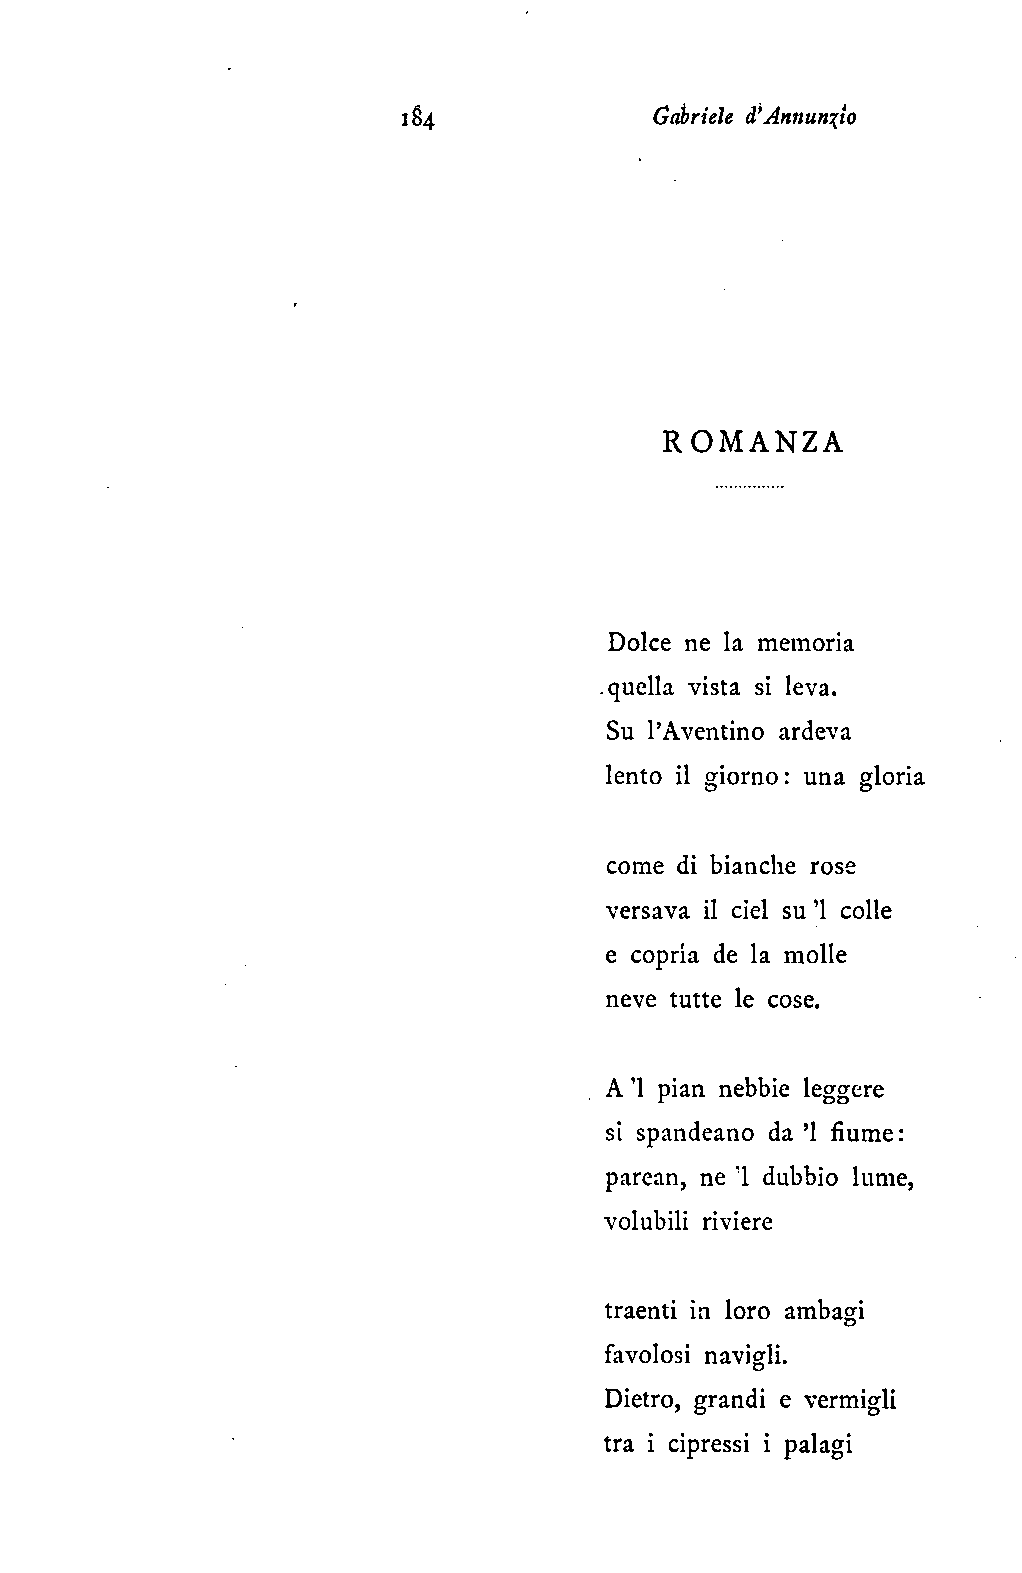 184 Gabriele d'Annunzio
ROMANZA
Dolce ne la memoria
quella vista si leva.
Su l'Aventino ardeva
lento il giorno: una gloria
come di bianche rose
versava il ciel su 'l colle
e copría de la molle
neve tutte le cose.
A 'l pian nebbie leggere
si spandeano da 'l fiume:
parean, ne 'l dubbio lume,
volubili riviere
traenti in loro ambagi
favolosi navigli.
Dietro, grandi e vermigli
tra i cipressi i palagi